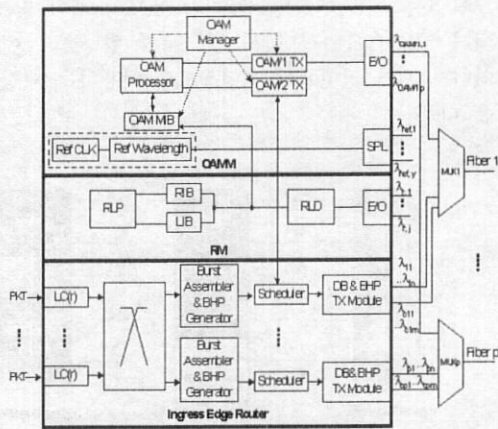 OAM
Manager
OAM
Processor
OAM'1 TX
OAM'2 TX
E/O
OAM MIB
Ref CLK
Ref Wavelength
SPL
OAMM
RLP
RIB
LIB
RLD
E/O
RM
MUX1
Fiber 1
PKT
LC(r)
Burst
Assembler
& BHP
Generator
Scheduler
DB & BHP
TX Module
Burst
Assembler
& BHP
Generator
PKT
LC(r)
Scheduler
DB& BHP
TX Module
MUXp
Fiber p
Ingress Edge Router